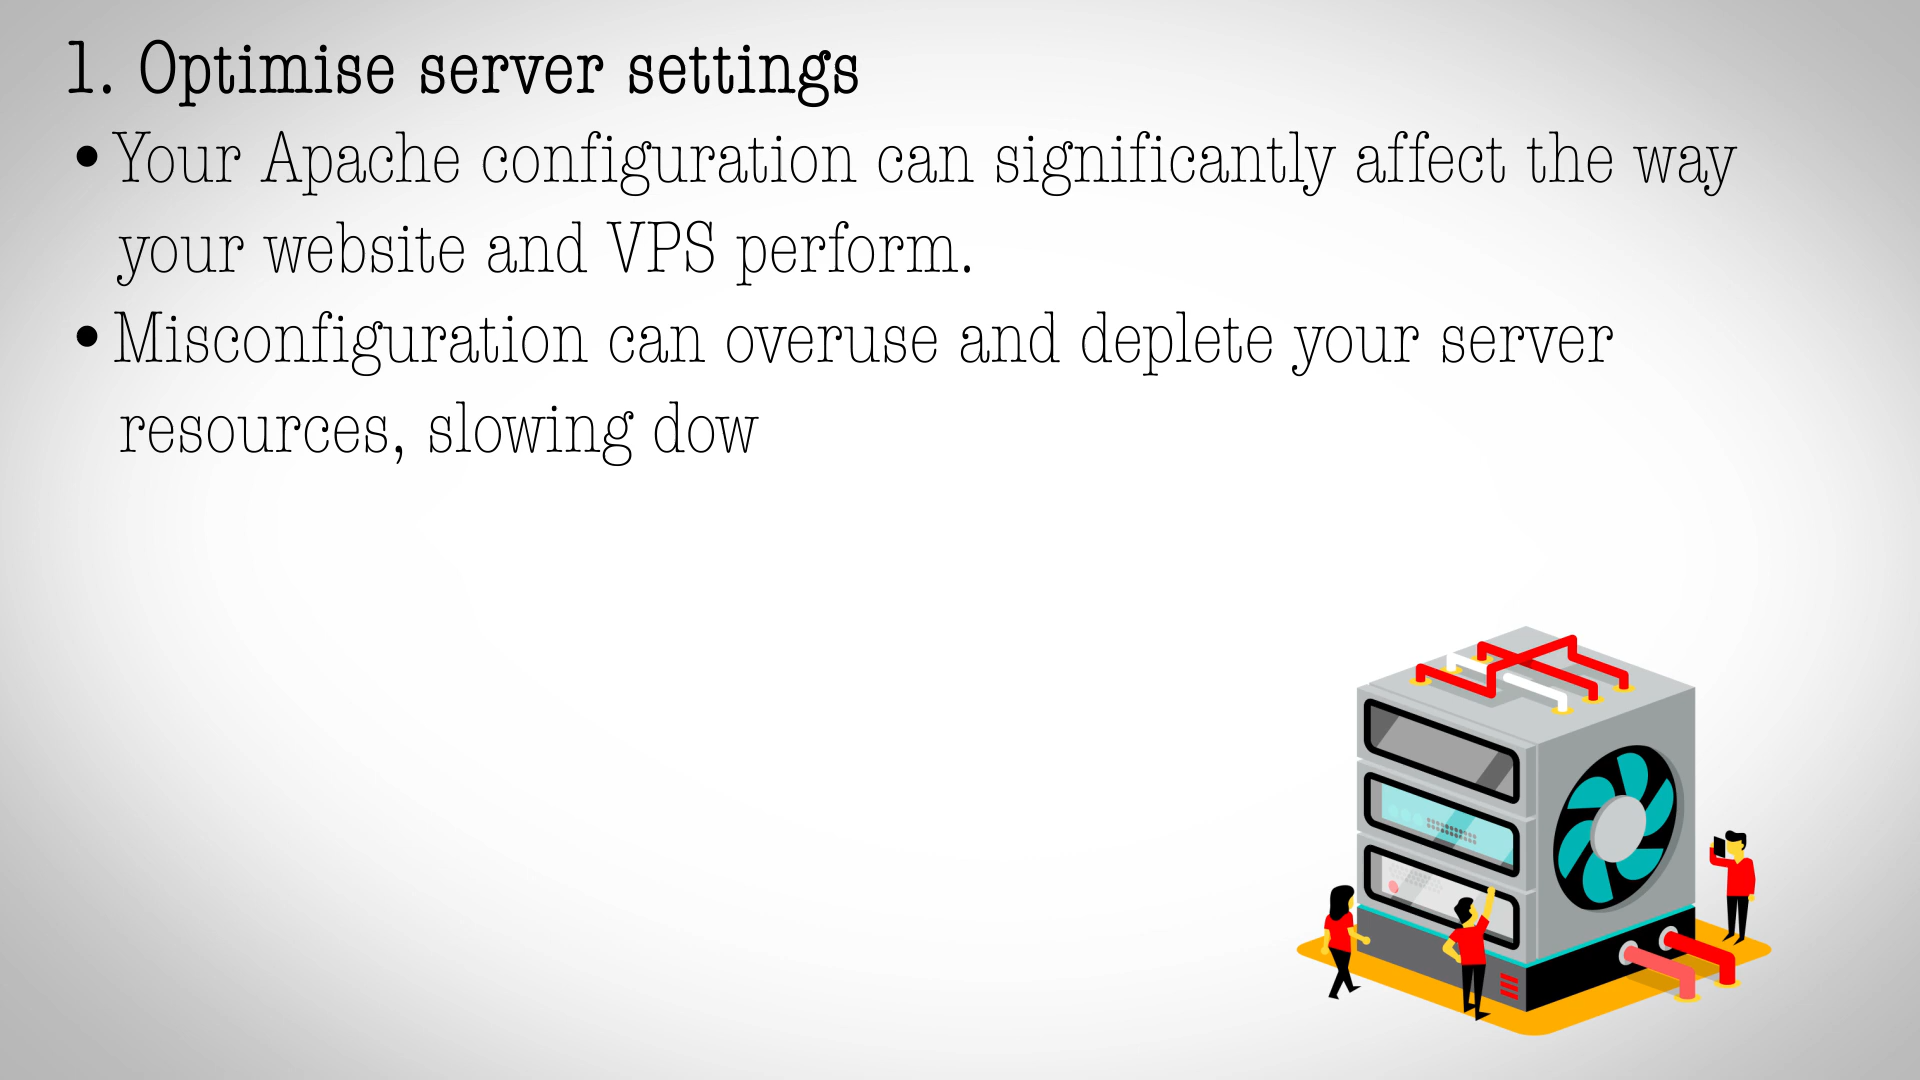 1. Optimise server settings
• Your Apache configuration can significantly affect the way
your website and VPS perform.
• Misconfiguration can overuse and deplete your server
resources, slowing dow